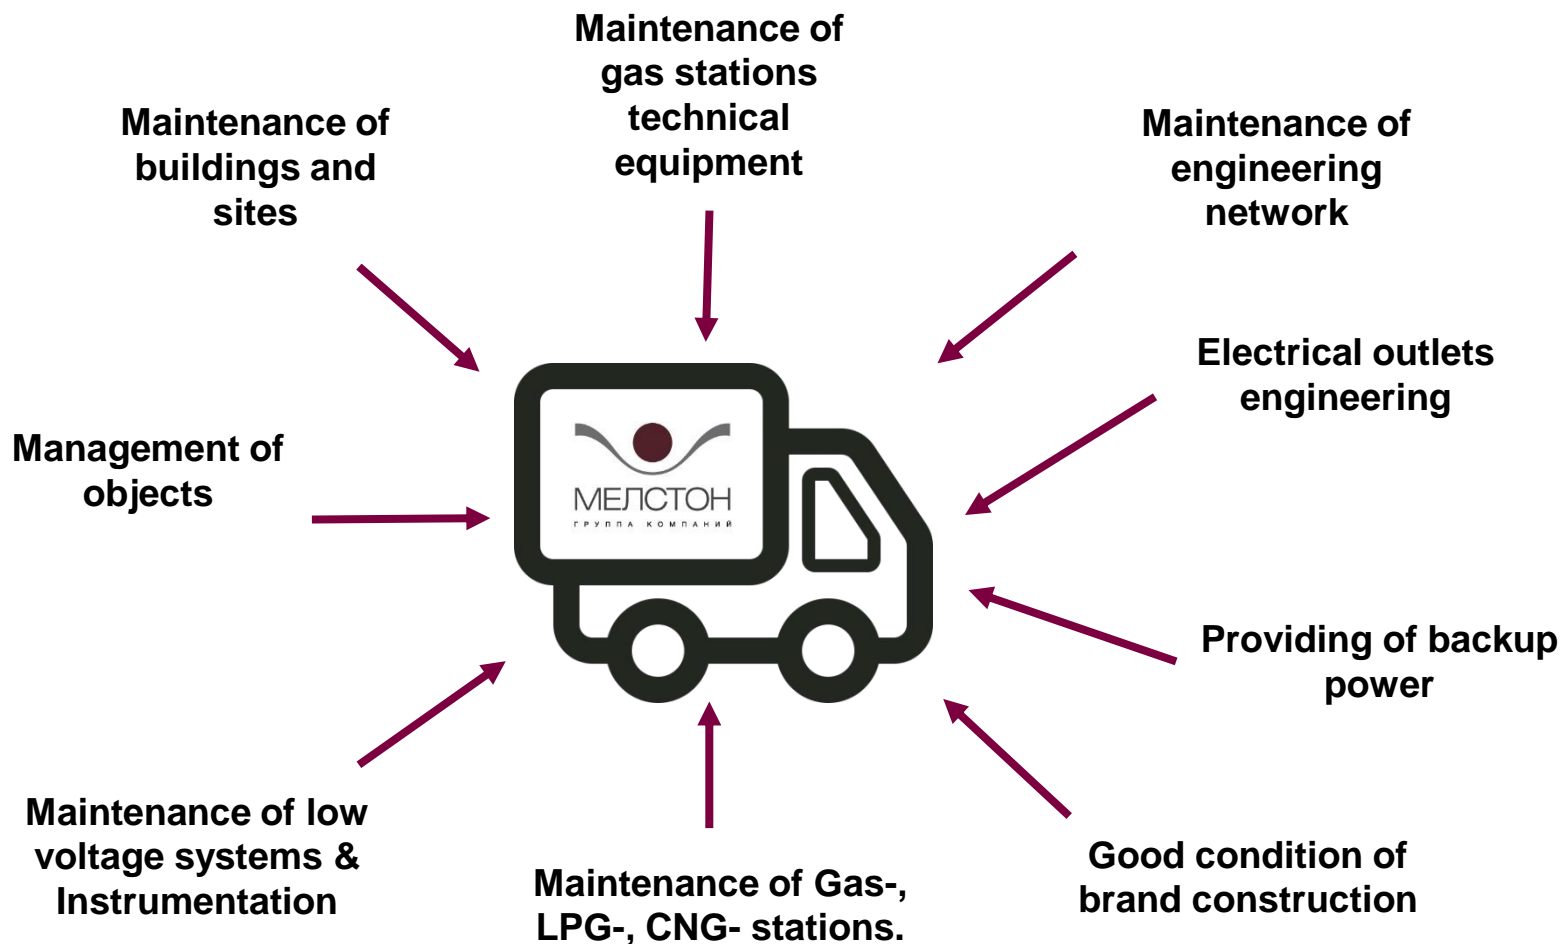 Maintenance of
gas stations
technical
equipment
Maintenance of
buildings and
sites
Maintenance of
engineering
network
Electrical outlets
engineering
Management of
objects
МЕЛСТОН
ГРУППА КОМПАНИЙ
Providing of backup
power
Maintenance of low
voltage systems &
Instrumentation
Maintenance of Gas-,
LPG-, CNG- stations.
Good condition of
brand construction